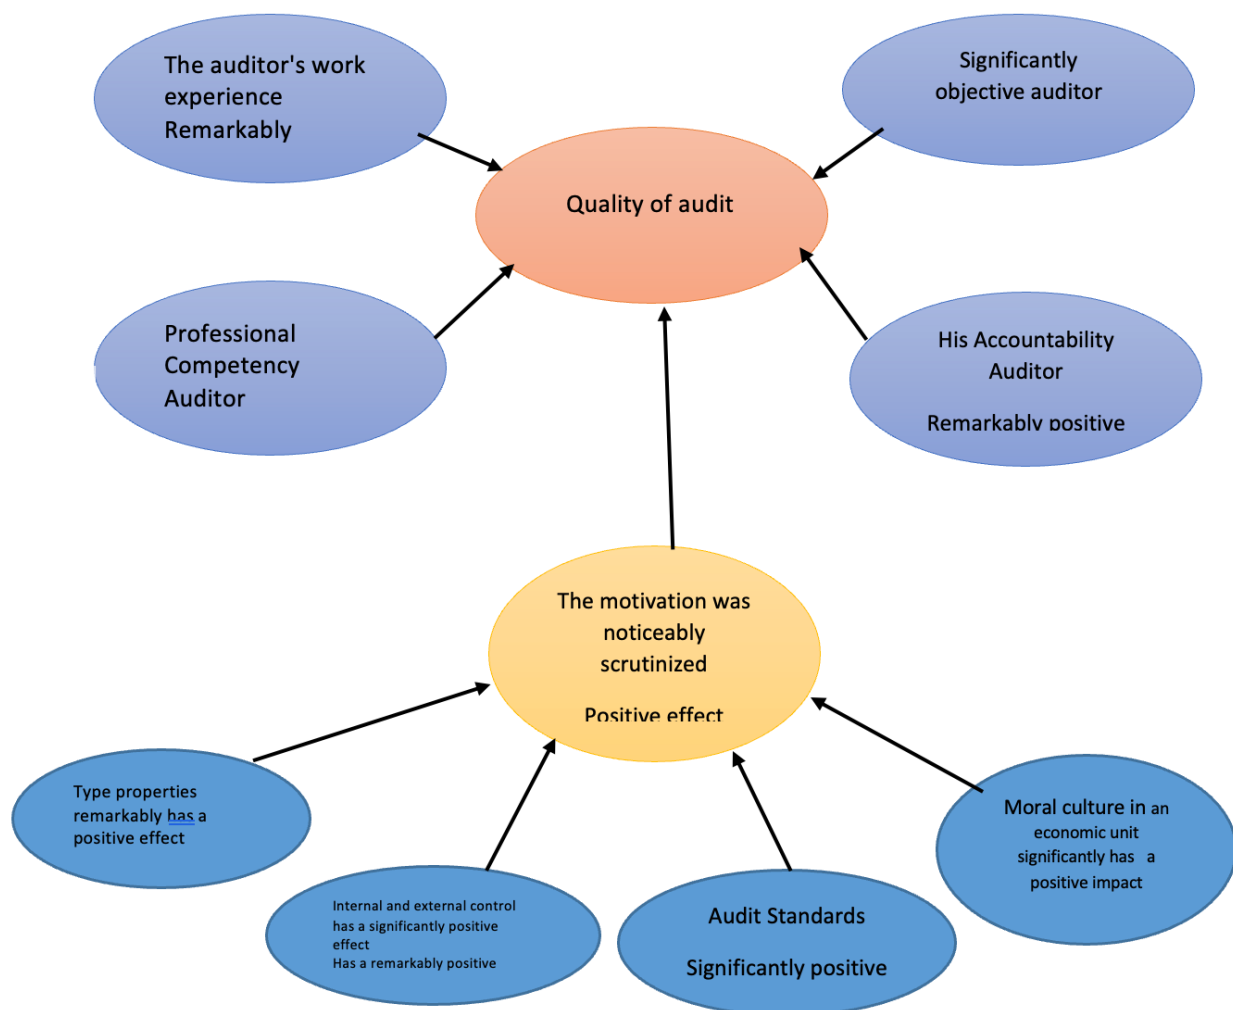 The auditor's work
experience
Remarkably
Significantly
objective auditor
Quality of audit
Professional
Competency
Auditor
His Accountability
Auditor
Remarkably positive
The motivation was
noticeably
scrutinized
Positive effect
Type properties
remarkably has a
positive effect
Internal and external control
has a significantly positive
effect
Has a remarkably positive
Audit Standards
Significantly positive
Moral culture in an
economic unit
significantly has a
positive impact